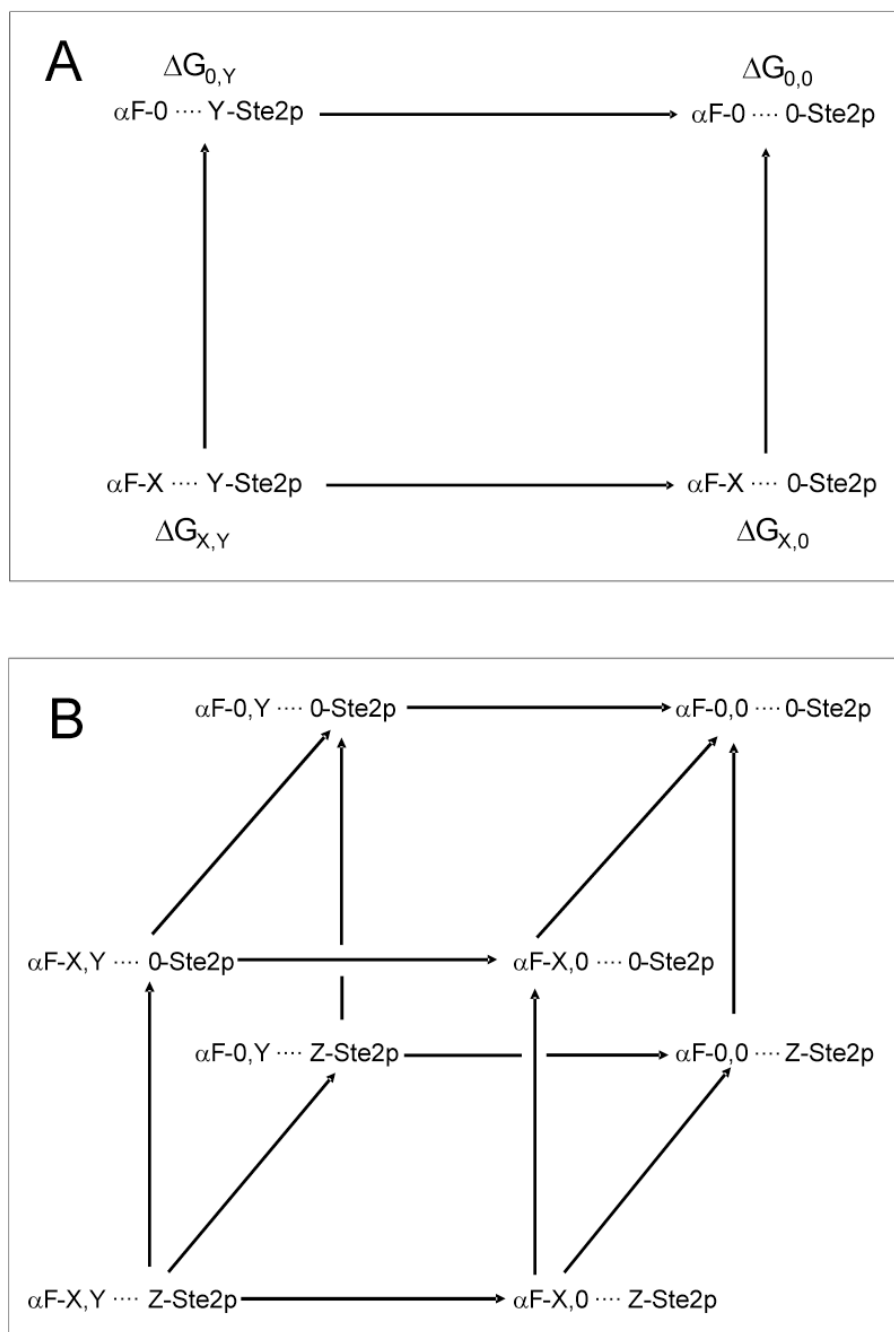 A
ΔG0,Y ΔG0,0
αF-0 ···· Y-Ste2p αF-0 ···· 0-Ste2p
αF-X ···· Y-Ste2p αF-X ···· 0-Ste2p
ΔGX,Y ΔGX,0
B
αF-0,Y ···· 0-Ste2p αF-0,0 ···· 0-Ste2p
αF-X,Y ···· 0-Ste2p αF-X,0 ···· 0-Ste2p
αF-0,Y ···· Z-Ste2p αF-0,0 ···· Z-Ste2p
αF-X,Y ···· Z-Ste2p αF-X,0 ···· Z-Ste2p